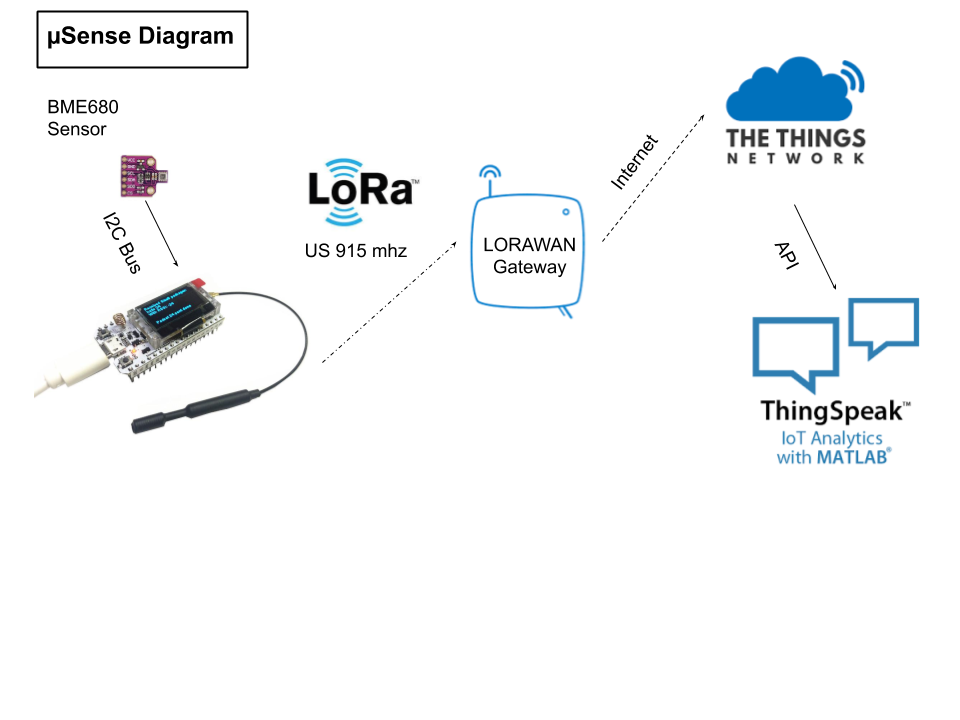 µSense Diagram
BME680
Sensor
I2C Bus
LoRa™
US 915 mhz
LORAWAN
Gateway
Internet
THE THINGS
NETWORK
API
ThingSpeak™
IoT Analytics
with MATLAB®